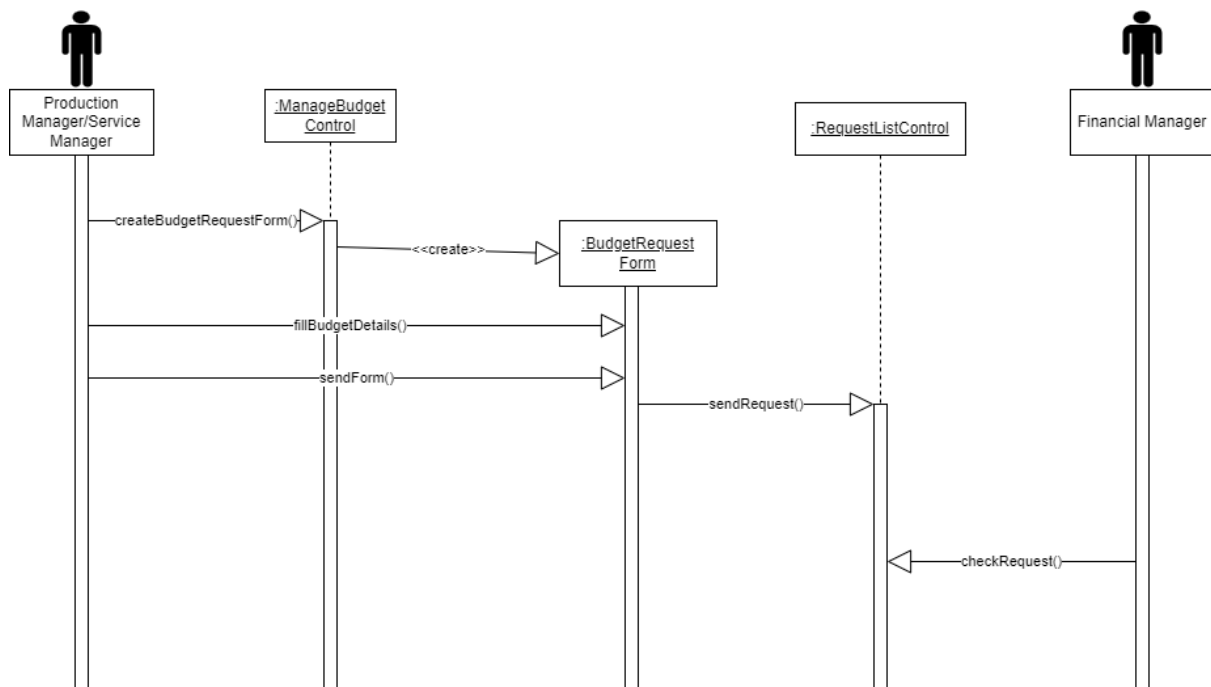 Production
Manager/Service
Manager
:ManageBudget
Control
:RequestListControl
Financial Manager
createBudgetRequestForm()
<<create>>
:BudgetRequest
Form
fillBudgetDetails()
sendForm()
sendRequest()
checkRequest()